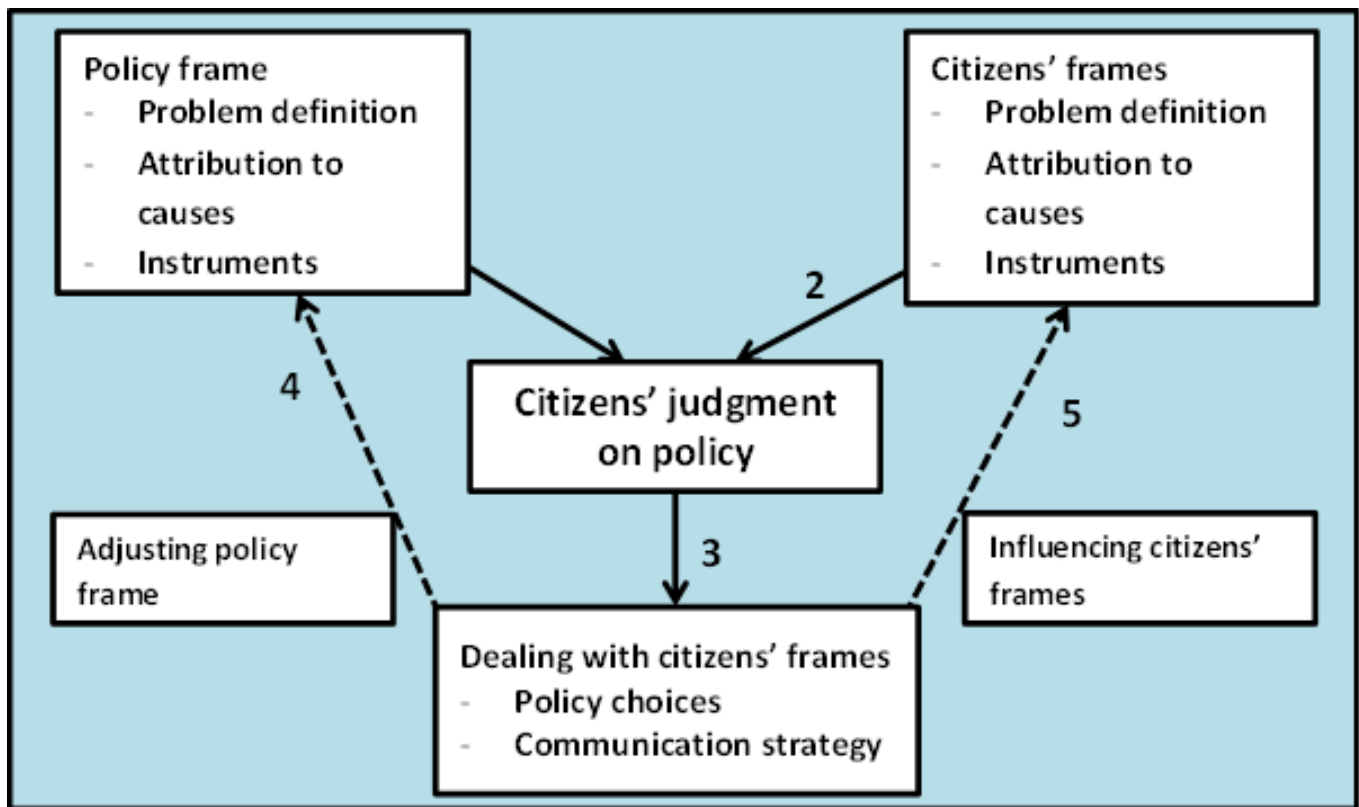 Policy frame
- Problem definition
- Attribution to
causes
- Instruments
Citizens’ frames
- Problem definition
- Attribution to
causes
- Instruments
2
Citizens’ judgment
on policy
4
5
3
Adjusting policy
frame
Influencing citizens’
frames
Dealing with citizens’ frames
- Policy choices
- Communication strategy